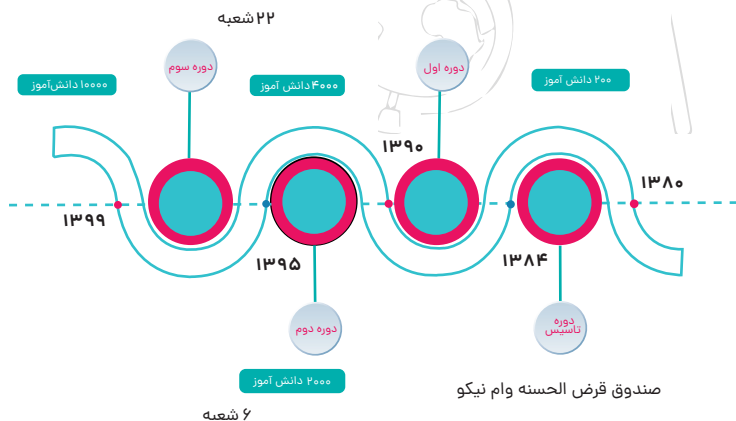 ۲۲ شعبه
دوره سوم
دوره اول
۲۰۰ دانش آموز
۴۰۰۰ دانش آموز
۱۰۰۰۰ دانش‌آموز
۱۳۹۰
۱۳۸۰
۱۳۹۹
۱۳۹۵
۱۳۸۴
دوره
تاسیس
دوره دوم
۲۰۰۰ دانش آموز
صندوق قرض الحسنه وام نیکو
۶ شعبه